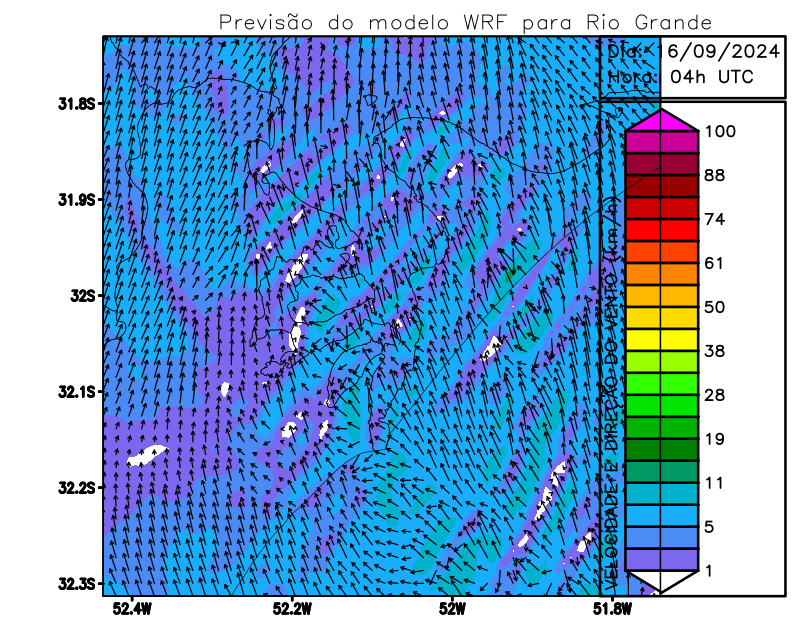 Previsão do modelo WRF para Rio Grande
Dia: 16/09/2024
Hora: 04h UTC
31.8S
31.9S
32S
32.1S
32.2S
32.3S
52.4W
52.2W
52W
51.8W
VELOCIDADE E DIREÇÃO DO VENTO (km/h)
100
88
74
61
50
38
28
19
11
5
1